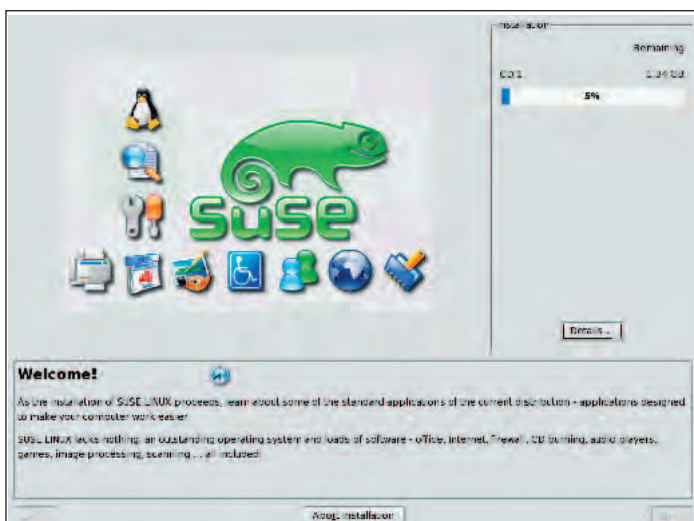 Installation
Remaining
CD 1 1.34 GB
5%
SUSE
Details...
Welcome!
As the installation of SUSE LINUX proceeds, learn about some of the standard applications of the current distribution - applications designed
to make your computer work easier.
SUSE LINUX lacks nothing: an outstanding operating system and loads of software - office, Internet, firewall, CD burning, audio players,
games, image processing, scanning ... all included.
Abort Installation